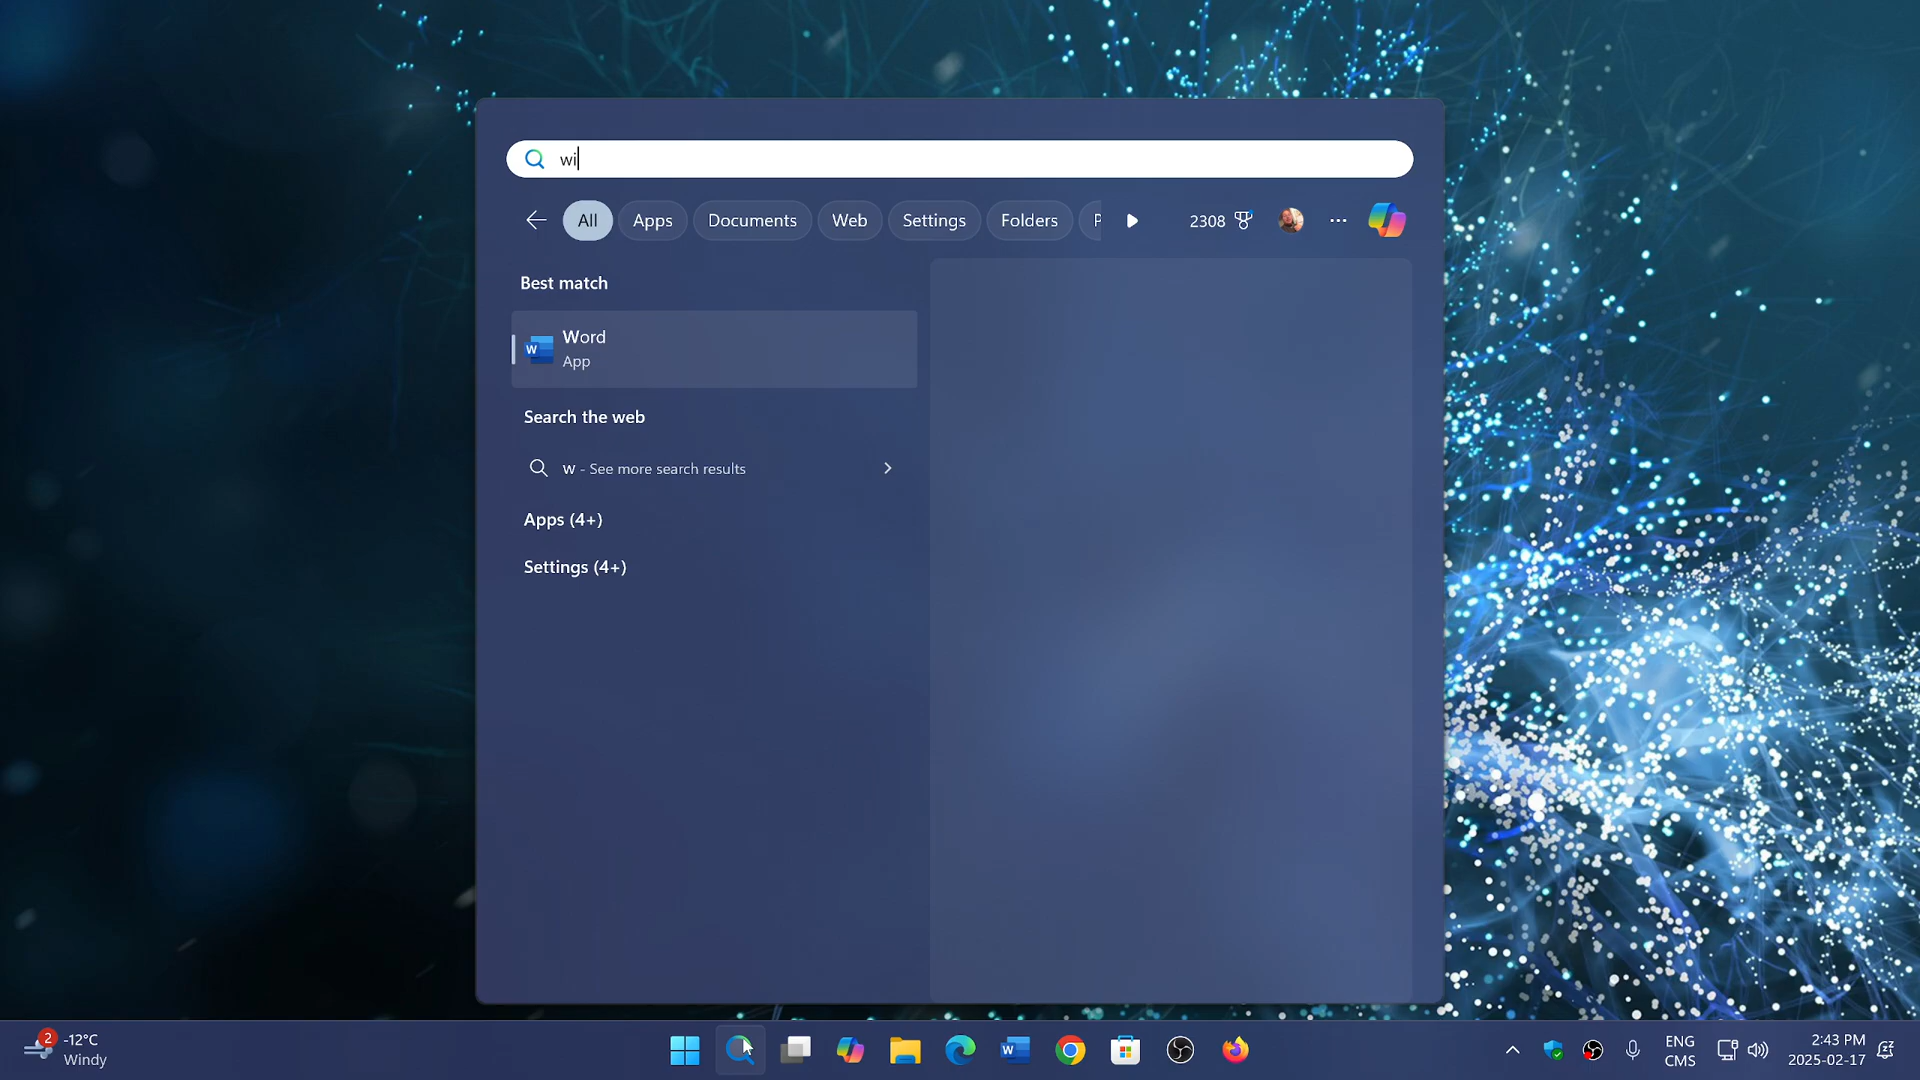 wi
All
Apps
Documents
Web
Settings
Folders
P
2308
Best match
Word
App
Search the web
w - See more search results
Apps (4+)
Settings (4+)
2
-12°C
Windy
W
W
ENG
CMS
2:43 PM
2025-02-17